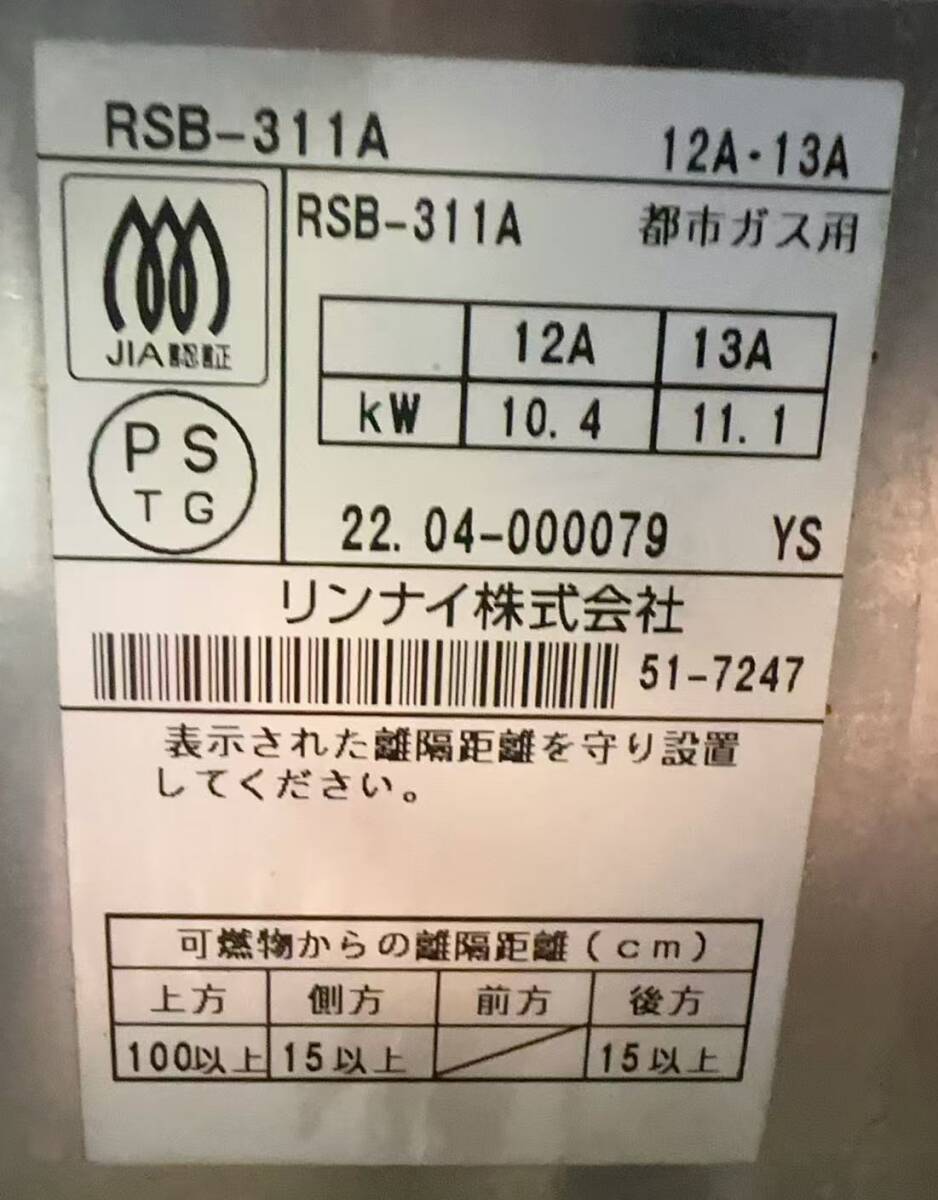 RSB-311A 12A・13A
RSB-311A 都市ガス用
JIA認証
12A 13A
kW 10.4 11.1
PS
TG
22.04-000079 YS
リンナイ株式会社
51-7247
表示された離隔距離を守り設置
してください。
可燃物からの離隔距離(cm)
上方 側方 前方 後方
100以上 15以上 15以上